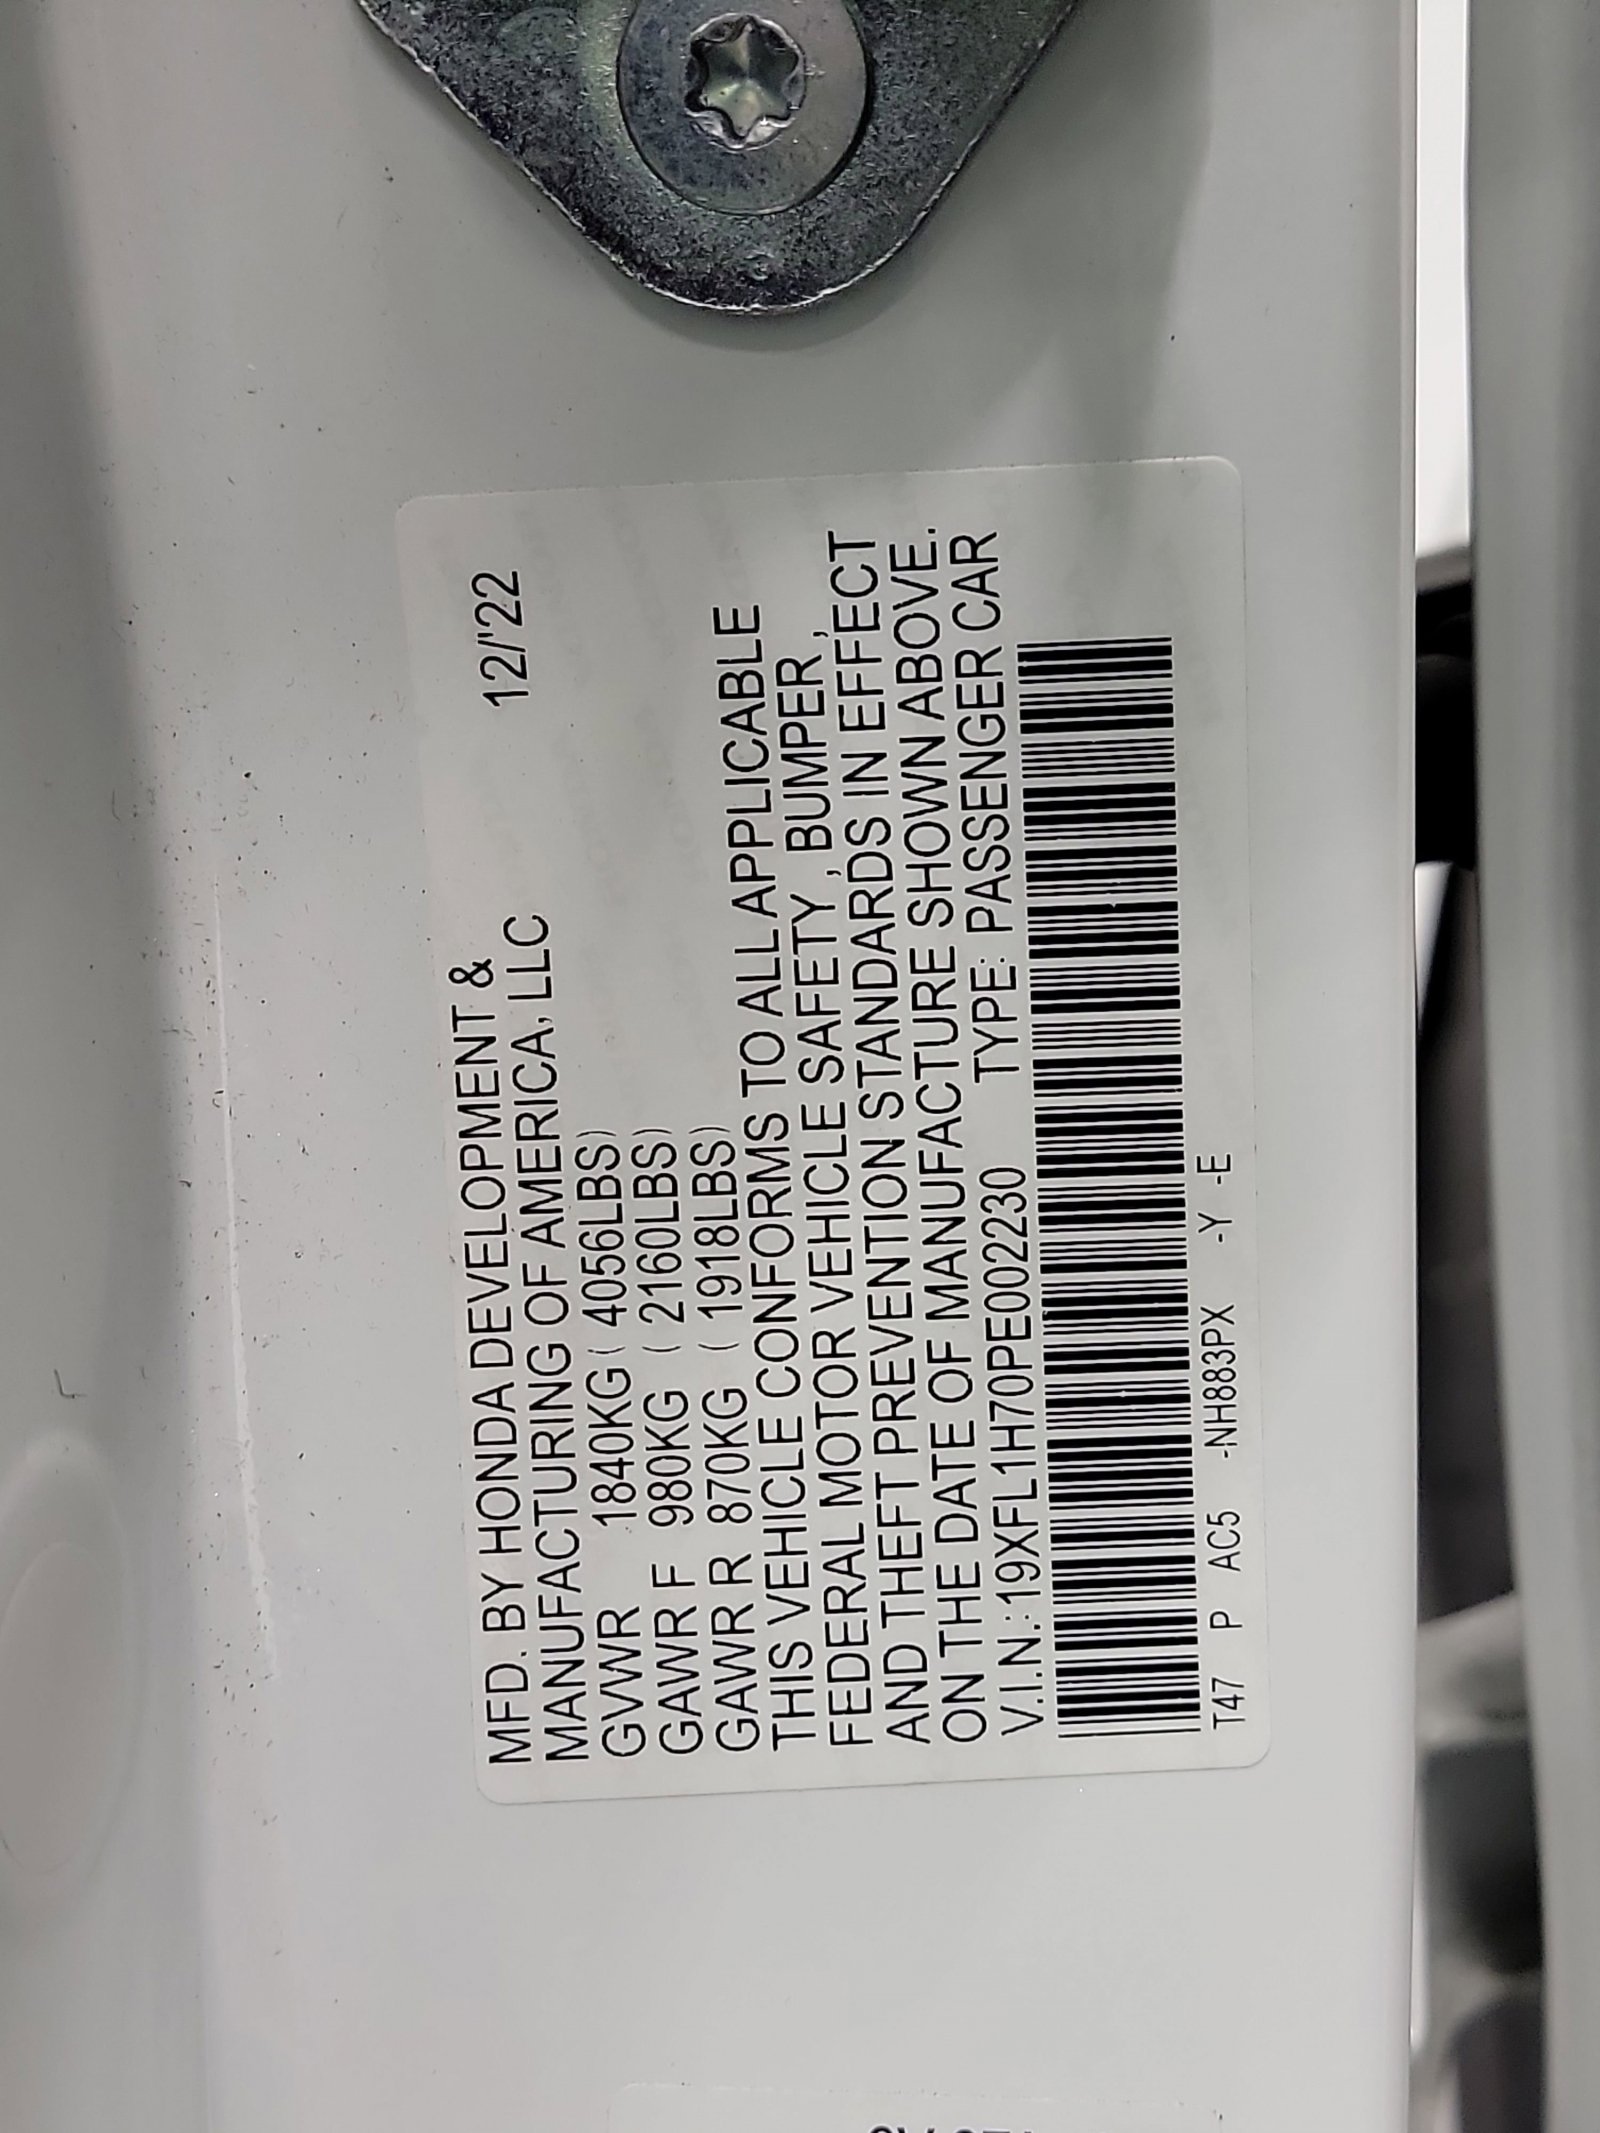 MFD. BY HONDA DEVELOPMENT &
MANUFACTURING OF AMERICA, LLC 12/'22
GVWR 1840KG ( 4056LBS)
GAWR F 980KG ( 2160LBS)
GAWR R 870KG ( 1918LBS)
THIS VEHICLE CONFORMS TO ALL APPLICABLE
FEDERAL MOTOR VEHICLE SAFETY , BUMPER ,
AND THEFT PREVENTION STANDARDS IN EFFECT
ON THE DATE OF MANUFACTURE SHOWN ABOVE.
V.I.N.:19XFL1H70PE002230 TYPE: PASSENGER CAR
T47 P AC5 -NH883PX -Y -E